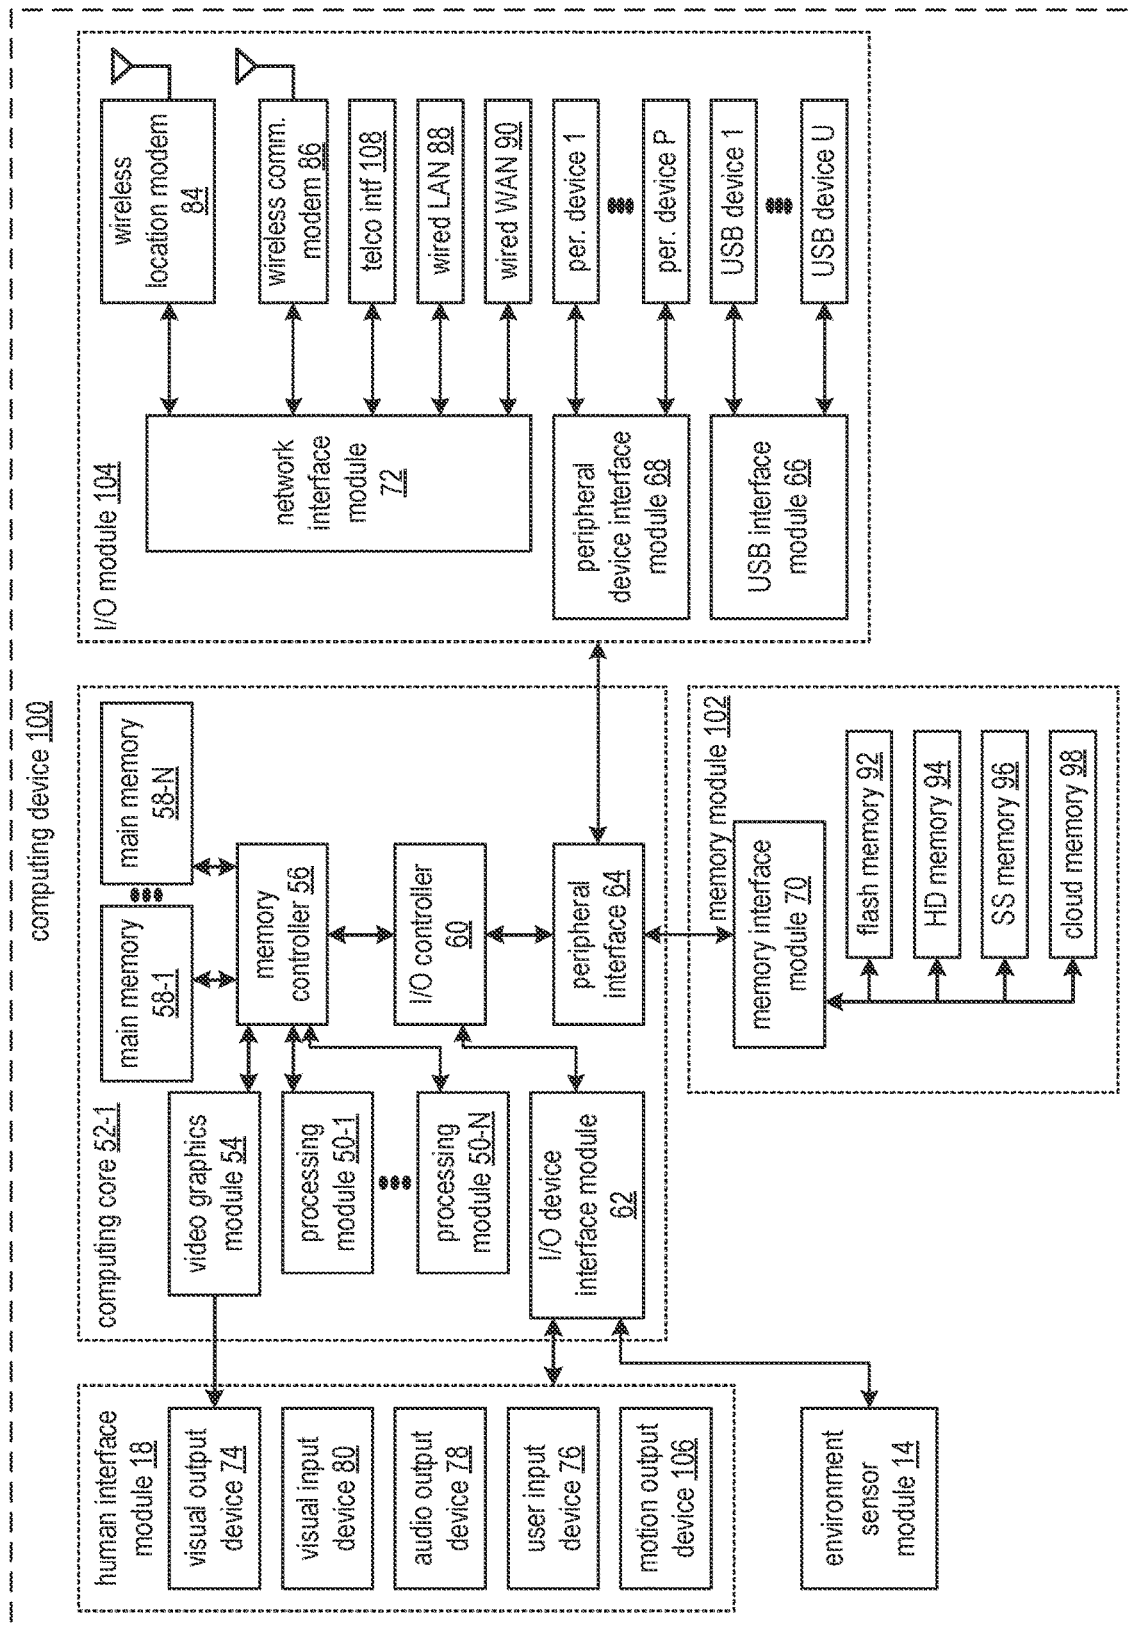 computing device 100
human interface
module 18
visual output
device 74
visual input
device 80
audio output
device 78
user input
device 76
motion output
device 106
environment
sensor
module 14
computing core 52-1
main memory
58-1
main memory
58-N
video graphics
module 54
memory
controller 56
processing
module 50-1
processing
module 50-N
I/O controller
60
I/O device
interface module
62
peripheral
interface 64
memory module 102
memory interface
module 70
flash memory 92
HD memory 94
SS memory 96
cloud memory 98
I/O module 104
network
interface
module
72
peripheral
device interface
module 68
USB interface
module 66
wireless
location modem
84
wireless comm.
modem 86
telco intf 108
wired LAN 88
wired WAN 90
per. device 1
per. device P
USB device 1
USB device U